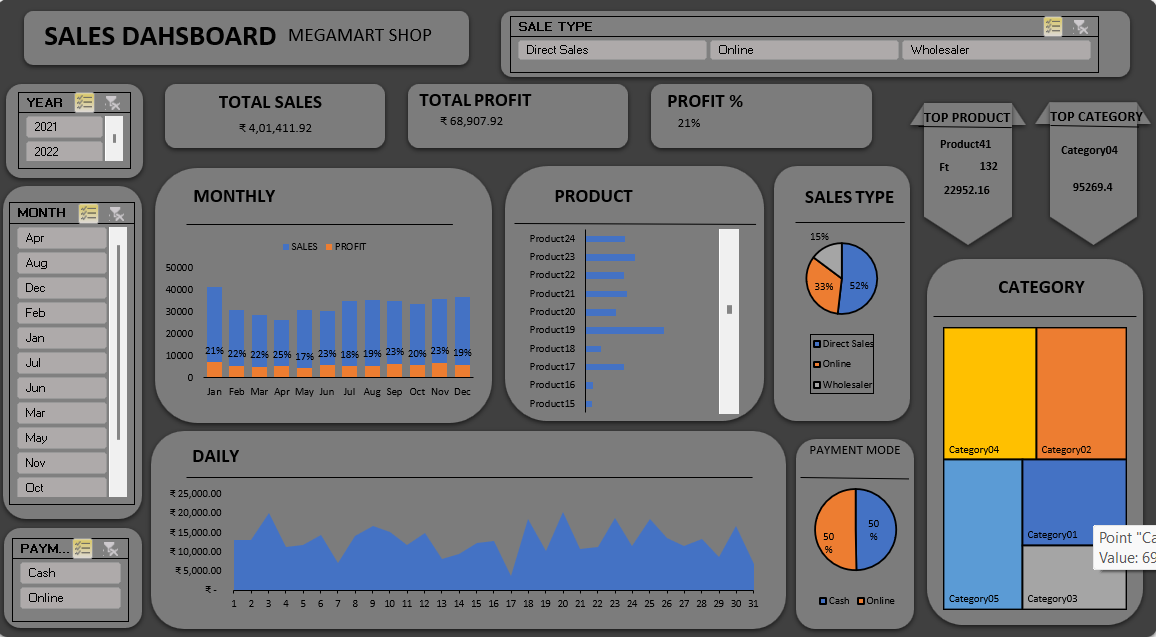 SALES DAHSBOARD MEGAMART SHOP
SALE TYPE
Direct Sales
Online
Wholesaler
YEAR
2021
2022
TOTAL SALES
₹ 4,01,411.92
TOTAL PROFIT
₹ 68,907.92
PROFIT %
21%
TOP PRODUCT
Product41
Ft 132
22952.16
TOP CATEGORY
Category04
95269.4
MONTH
Apr
Aug
Dec
Feb
Jan
Jul
Jun
Mar
May
Nov
Oct
MONTHLY
SALES PROFIT
50000
40000
30000
20000
10000
0
21% 22% 22% 25% 17% 23% 18% 19% 23% 20% 23% 19%
Jan Feb Mar Apr May Jun Jul Aug Sep Oct Nov Dec
PRODUCT
Product24
Product23
Product22
Product21
Product20
Product19
Product18
Product17
Product16
Product15
SALES TYPE
15%
33%
52%
Direct Sales
Online
Wholesaler
CATEGORY
Category04
Category02
Category01
Category05
Category03
Point "Ca
Value: 69
DAILY
₹ 25,000.00
₹ 20,000.00
₹ 15,000.00
₹ 10,000.00
₹ 5,000.00
₹ -
1 2 3 4 5 6 7 8 9 10 11 12 13 14 15 16 17 18 19 20 21 22 23 24 25 26 27 28 29 30 31
PAYMENT MODE
50
%
50
%
Cash Online
PAYM...
Cash
Online